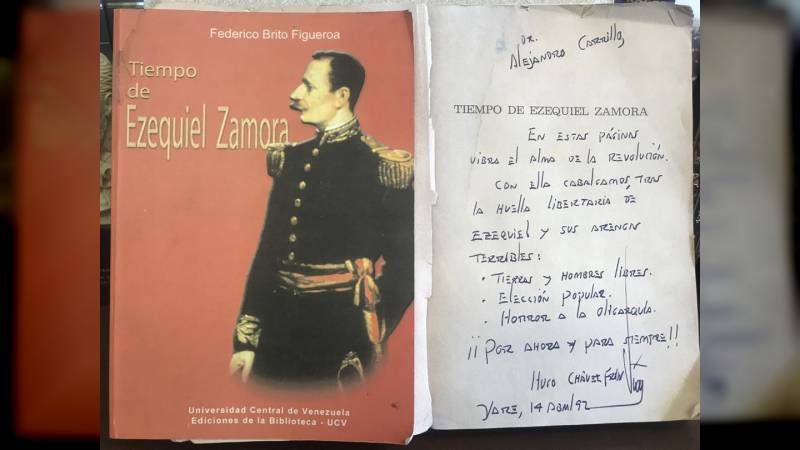 Federico Brito Figueroa
Tiempo
de
Ezequiel Zamora
Universidad Central de Venezuela
Ediciones de la Biblioteca - UCV
Dr.
Alejandro Carrillo,
TIEMPO DE EZEQUIEL ZAMORA
En estas páginas
vibra el alma de la revolución.
Con ella cabalgamos, tras
la huella libertaria de
Ezequiel y sus arengas
terribles:
· Tierras y hombres libres.
· Elección popular.
· Horror a la oligarquía.
¡¡Por ahora y para siempre!!
Hugo Chávez Frías
Yare, 14 92